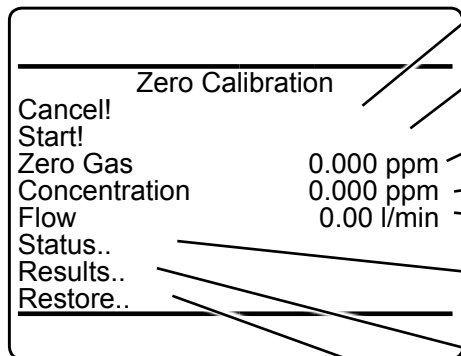 Zero Calibration
Cancel!
Start!
Zero Gas 0.000 ppm
Concentration 0.000 ppm
Flow 0.00 l/min
Status..
Results..
Restore..